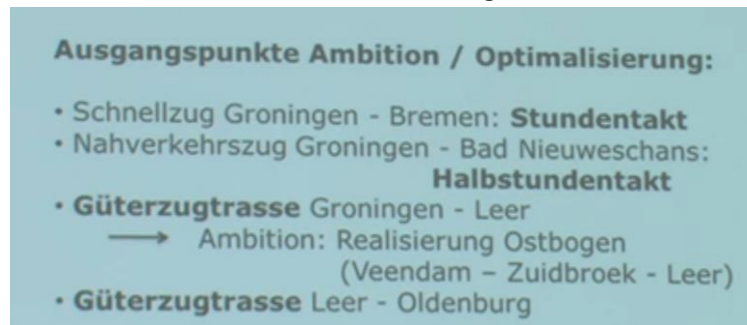 Ausgangspunkte Ambition / Optimalisierung:
• Schnellzug Groningen - Bremen: Stundentakt
• Nahverkehrszug Groningen - Bad Nieuweschans:
Halbstundentakt
• Güterzugtrasse Groningen - Leer
⟶ Ambition: Realisierung Ostbogen
(Veendam – Zuidbroek - Leer)
• Güterzugtrasse Leer - Oldenburg